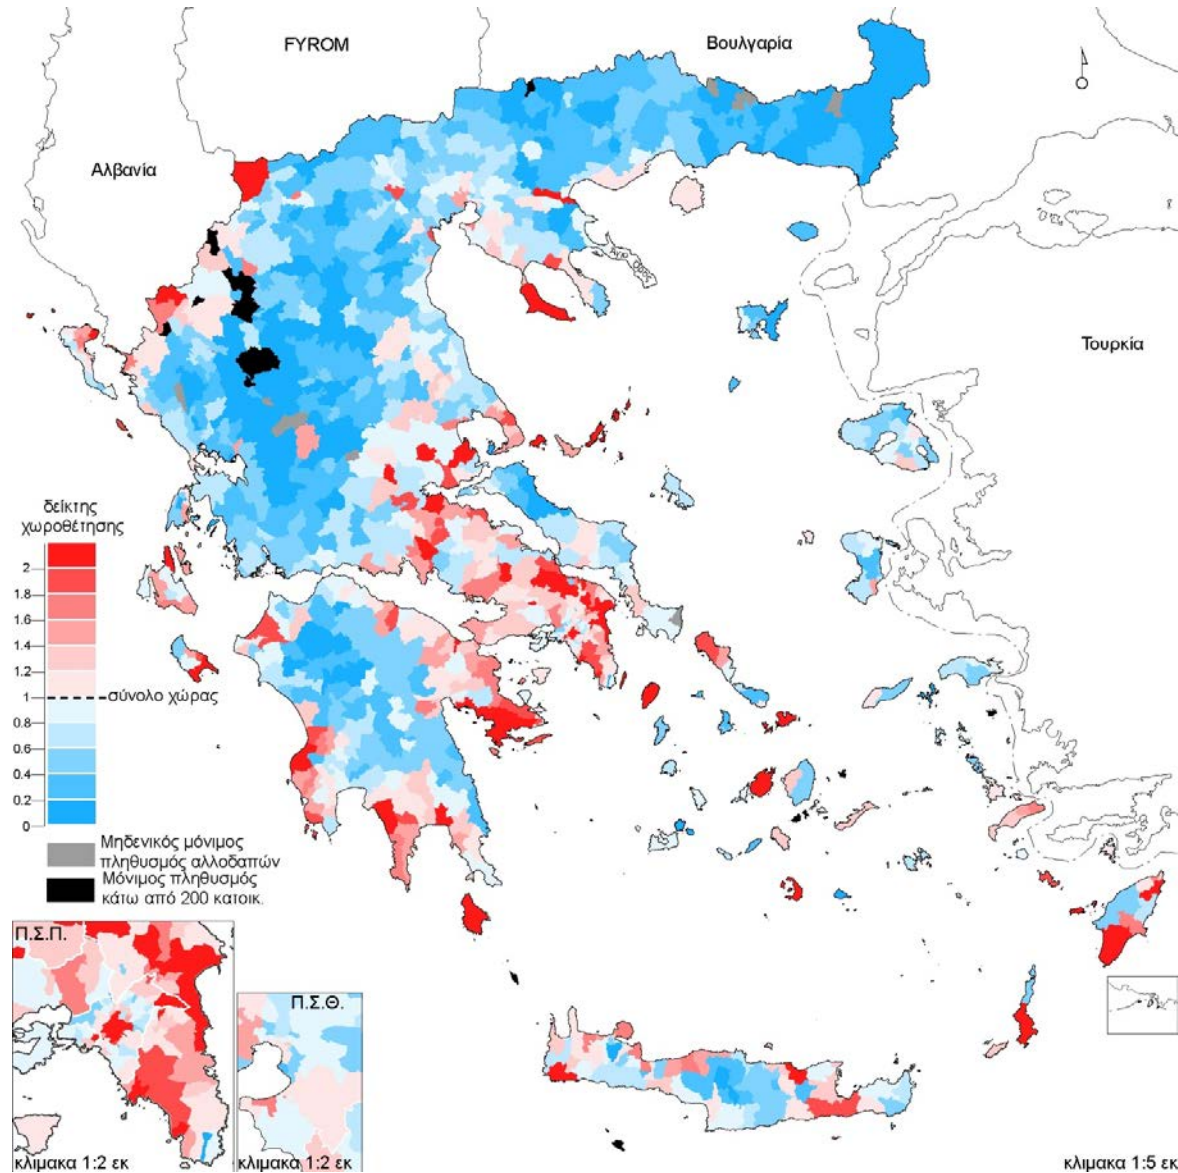 FYROM
Βουλγαρία
Αλβανία
Άγιο Όρος
Τουρκία
δείκτης
χωροθέτησης
2
1.8
1.6
1.4
1.2
1
σύνολο χώρας
0.8
0.6
0.4
0.2
0
Μηδενικός μόνιμος
πληθυσμός αλλοδαπών
Μόνιμος πληθυσμός
κάτω από 200 κατοικ.
Π.Σ.Π.
Π.Σ.Θ.
κλιμακα 1:2 εκ
κλιμακα 1:2 εκ
κλιμακα 1:5 εκ